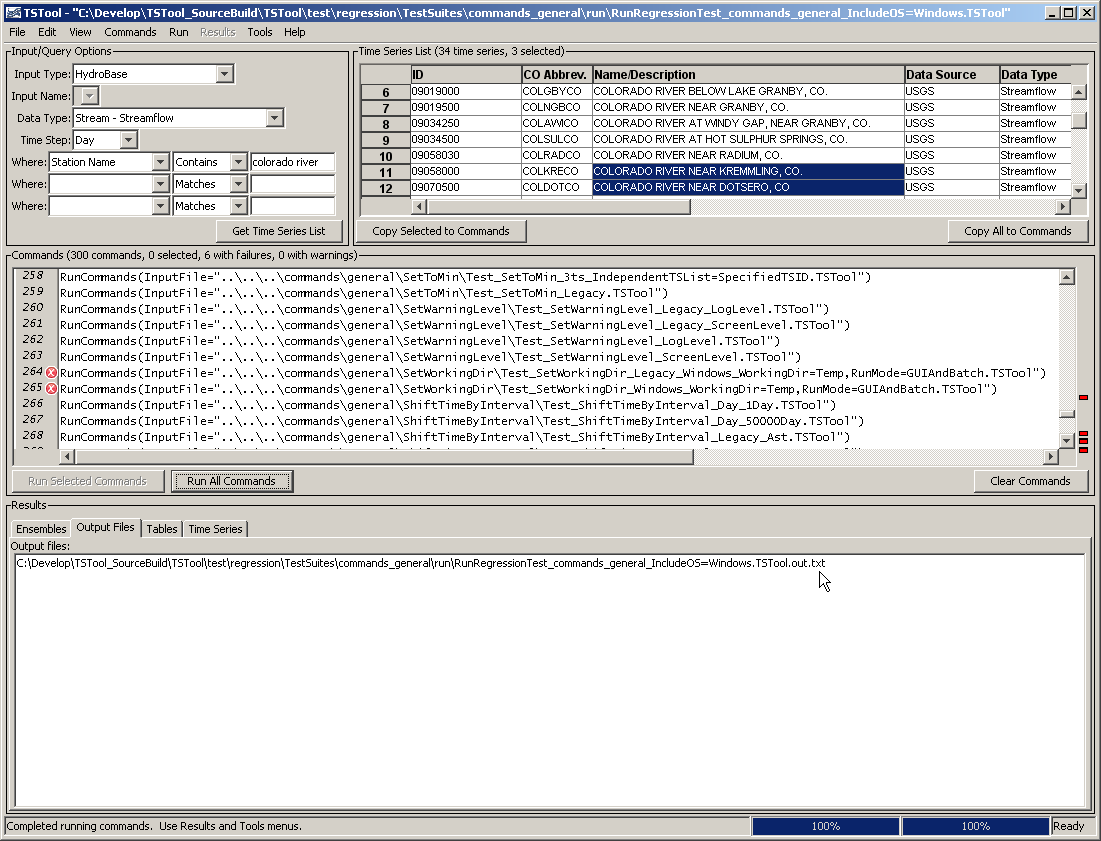 TSTool - "C:\Develop\TSTool_SourceBuild\TSTool\test\regression\TestSuites\commands_general\run\RunRegressionTest_commands_general_IncludeOS=Windows.TSTool"
File Edit View Commands Run Results Tools Help
Input/Query Options
Input Type: HydroBase
Input Name:
Data Type: Stream - Streamflow
Time Step: Day
Where: Station Name Contains colorado river
Where: Matches
Where: Matches
Get Time Series List
Time Series List (34 time series, 3 selected)
ID CO Abbrev. Name/Description Data Source Data Type
6 09019000 COLGBYCO COLORADO RIVER BELOW LAKE GRANBY, CO. USGS Streamflow
7 09019500 COLNGBCO COLORADO RIVER NEAR GRANBY, CO. USGS Streamflow
8 09034250 COLAWICO COLORADO RIVER AT WINDY GAP, NEAR GRANBY, CO. USGS Streamflow
9 09034500 COLSULCO COLORADO RIVER AT HOT SULPHUR SPRINGS, CO. USGS Streamflow
10 09058030 COLRADCO COLORADO RIVER NEAR RADIUM, CO. USGS Streamflow
11 09058000 COLKRECO COLORADO RIVER NEAR KREMMLING, CO. USGS Streamflow
12 09070500 COLDOTCO COLORADO RIVER NEAR DOTSERO, CO USGS Streamflow
Copy Selected to Commands Copy All to Commands
Commands (300 commands, 0 selected, 6 with failures, 0 with warnings)
258 RunCommands(InputFile="..\..\..\commands\general\SetToMin\Test_SetToMin_3ts_IndependentTSList=SpecifiedTSID.TSTool")
259 RunCommands(InputFile="..\..\..\commands\general\SetToMin\Test_SetToMin_Legacy.TSTool")
260 RunCommands(InputFile="..\..\..\commands\general\SetWarningLevel\Test_SetWarningLevel_Legacy_LogLevel.TSTool")
261 RunCommands(InputFile="..\..\..\commands\general\SetWarningLevel\Test_SetWarningLevel_Legacy_ScreenLevel.TSTool")
262 RunCommands(InputFile="..\..\..\commands\general\SetWarningLevel\Test_SetWarningLevel_LogLevel.TSTool")
263 RunCommands(InputFile="..\..\..\commands\general\SetWarningLevel\Test_SetWarningLevel_ScreenLevel.TSTool")
264 RunCommands(InputFile="..\..\..\commands\general\SetWorkingDir\Test_SetWorkingDir_Legacy_Windows_WorkingDir=Temp,RunMode=GUIAndBatch.TSTool")
265 RunCommands(InputFile="..\..\..\commands\general\SetWorkingDir\Test_SetWorkingDir_Windows_WorkingDir=Temp,RunMode=GUIAndBatch.TSTool")
266 RunCommands(InputFile="..\..\..\commands\general\ShiftTimeByInterval\Test_ShiftTimeByInterval_Day_1Day.TSTool")
267 RunCommands(InputFile="..\..\..\commands\general\ShiftTimeByInterval\Test_ShiftTimeByInterval_Day_50000Day.TSTool")
268 RunCommands(InputFile="..\..\..\commands\general\ShiftTimeByInterval\Test_ShiftTimeByInterval_Legacy_Ast.TSTool")
Run Selected Commands Run All Commands Clear Commands
Results
Ensembles Output Files Tables Time Series
Output files:
C:\Develop\TSTool_SourceBuild\TSTool\test\regression\TestSuites\commands_general\run\RunRegressionTest_commands_general_IncludeOS=Windows.TSTool.out.txt
Completed running commands. Use Results and Tools menus. 100% 100% Ready